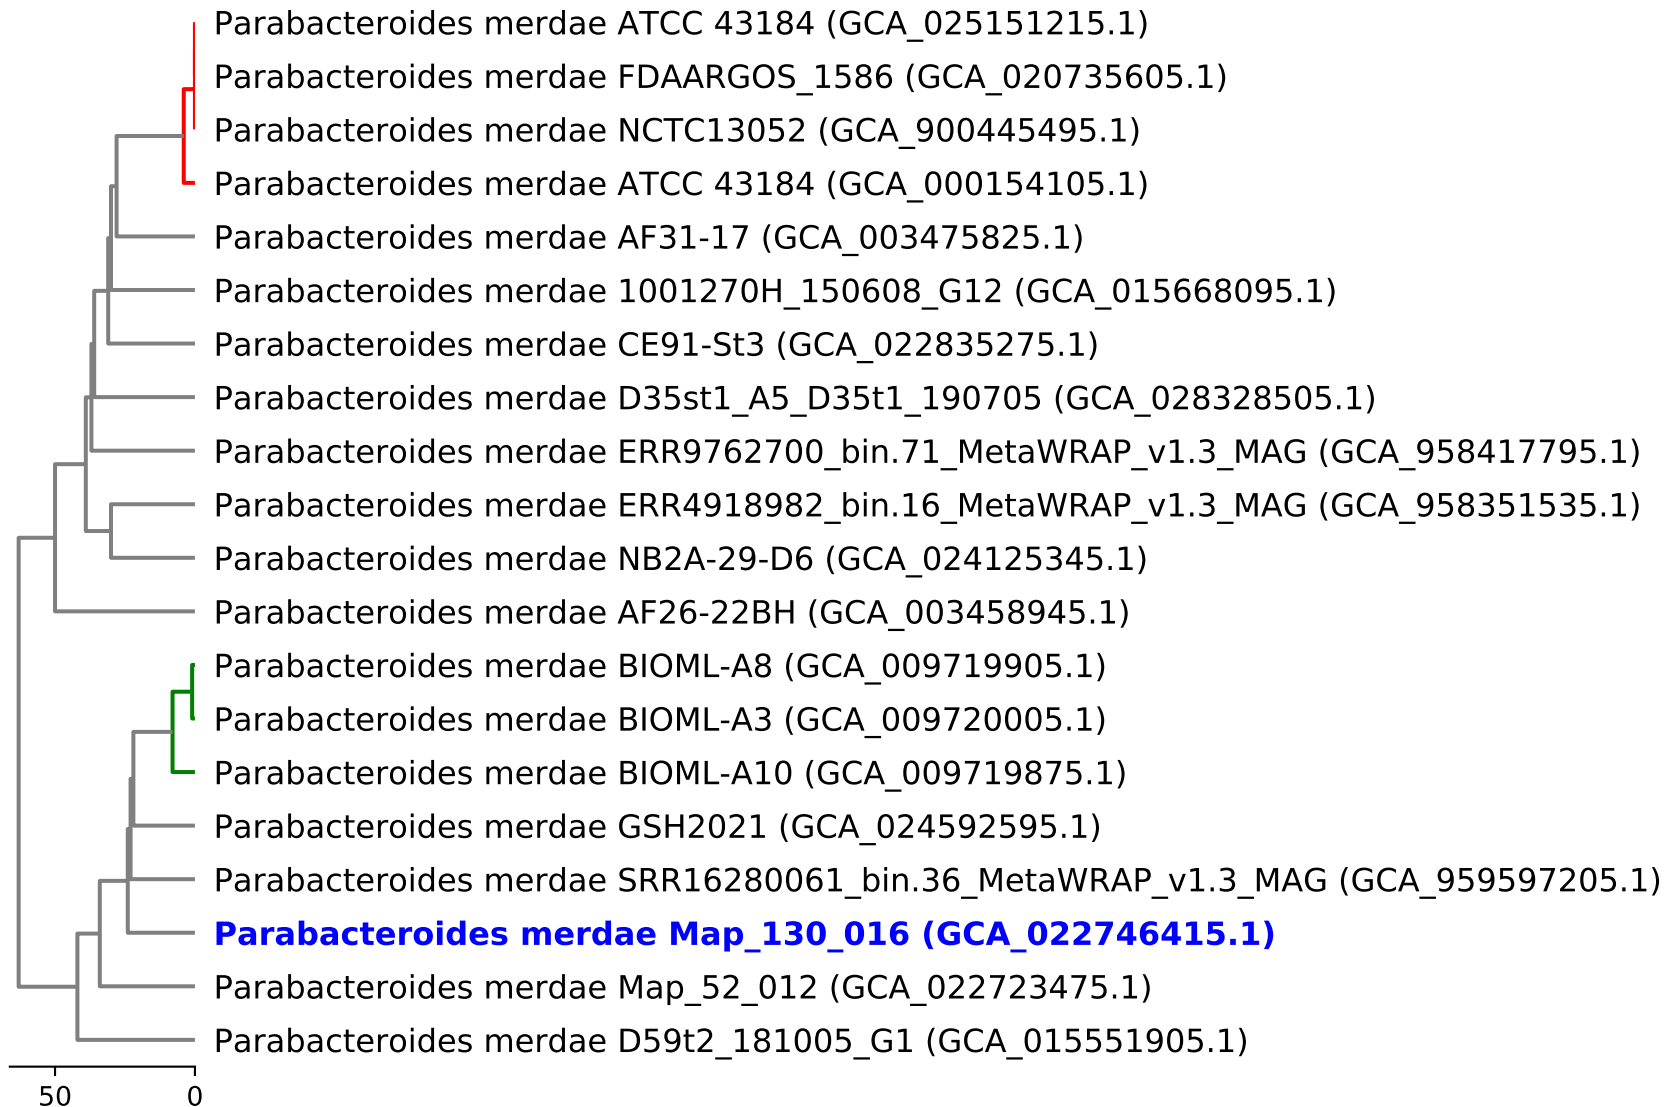 Parabacteroides merdae ATCC 43184 (GCA_025151215.1)
Parabacteroides merdae FDAARGOS_1586 (GCA_020735605.1)
Parabacteroides merdae NCTC13052 (GCA_900445495.1)
Parabacteroides merdae ATCC 43184 (GCA_000154105.1)
Parabacteroides merdae AF31-17 (GCA_003475825.1)
Parabacteroides merdae 1001270H_150608_G12 (GCA_015668095.1)
Parabacteroides merdae CE91-St3 (GCA_022835275.1)
Parabacteroides merdae D35st1_A5_D35t1_190705 (GCA_028328505.1)
Parabacteroides merdae ERR9762700_bin.71_MetaWRAP_v1.3_MAG (GCA_958417795.1)
Parabacteroides merdae ERR4918982_bin.16_MetaWRAP_v1.3_MAG (GCA_958351535.1)
Parabacteroides merdae NB2A-29-D6 (GCA_024125345.1)
Parabacteroides merdae AF26-22BH (GCA_003458945.1)
Parabacteroides merdae BIOML-A8 (GCA_009719905.1)
Parabacteroides merdae BIOML-A3 (GCA_009720005.1)
Parabacteroides merdae BIOML-A10 (GCA_009719875.1)
Parabacteroides merdae GSH2021 (GCA_024592595.1)
Parabacteroides merdae SRR16280061_bin.36_MetaWRAP_v1.3_MAG (GCA_959597205.1)
Parabacteroides merdae Map_130_016 (GCA_022746415.1)
Parabacteroides merdae Map_52_012 (GCA_022723475.1)
Parabacteroides merdae D59t2_181005_G1 (GCA_015551905.1)
50 0